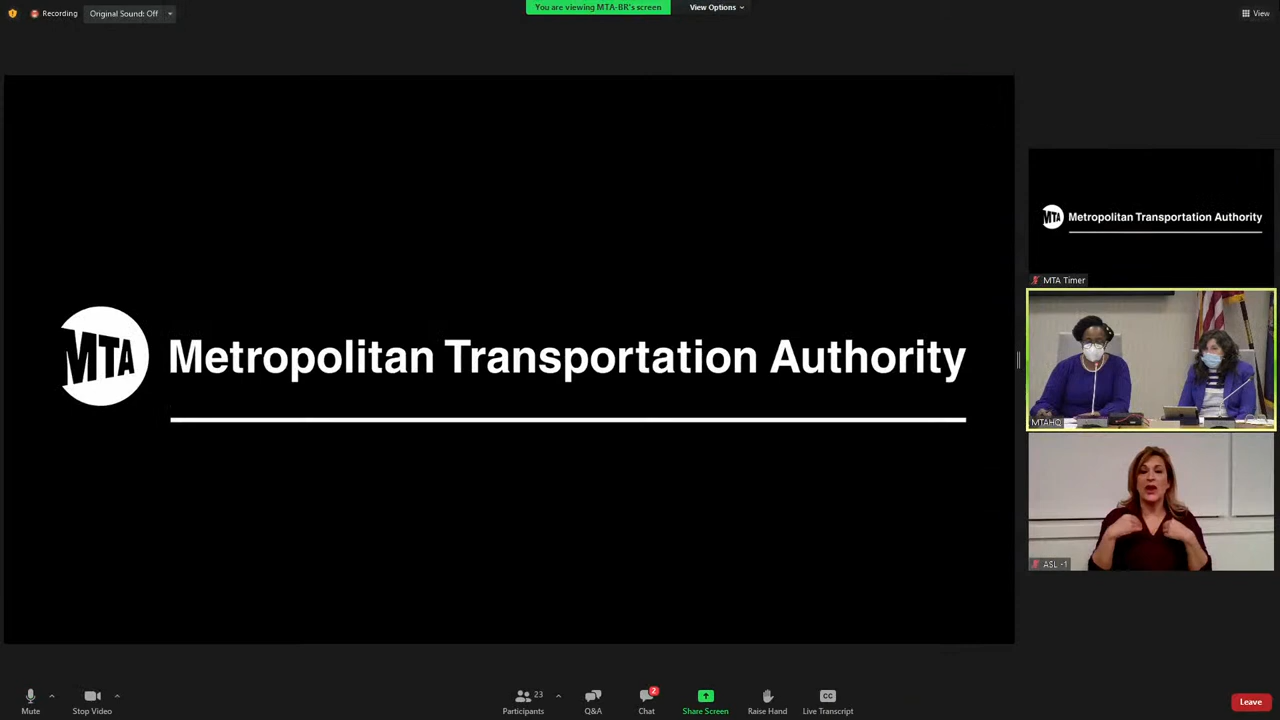 Recording
Original Sound: Off
You are viewing MTA-BR's screen
View Options
View
MTA Metropolitan Transportation Authority
MTA Metropolitan Transportation Authority
MTA Timer
MTAHQ
ASL -1
Mute
Stop Video
23
Participants
Q&A
2
Chat
Share Screen
Raise Hand
CC
Live Transcript
Leave